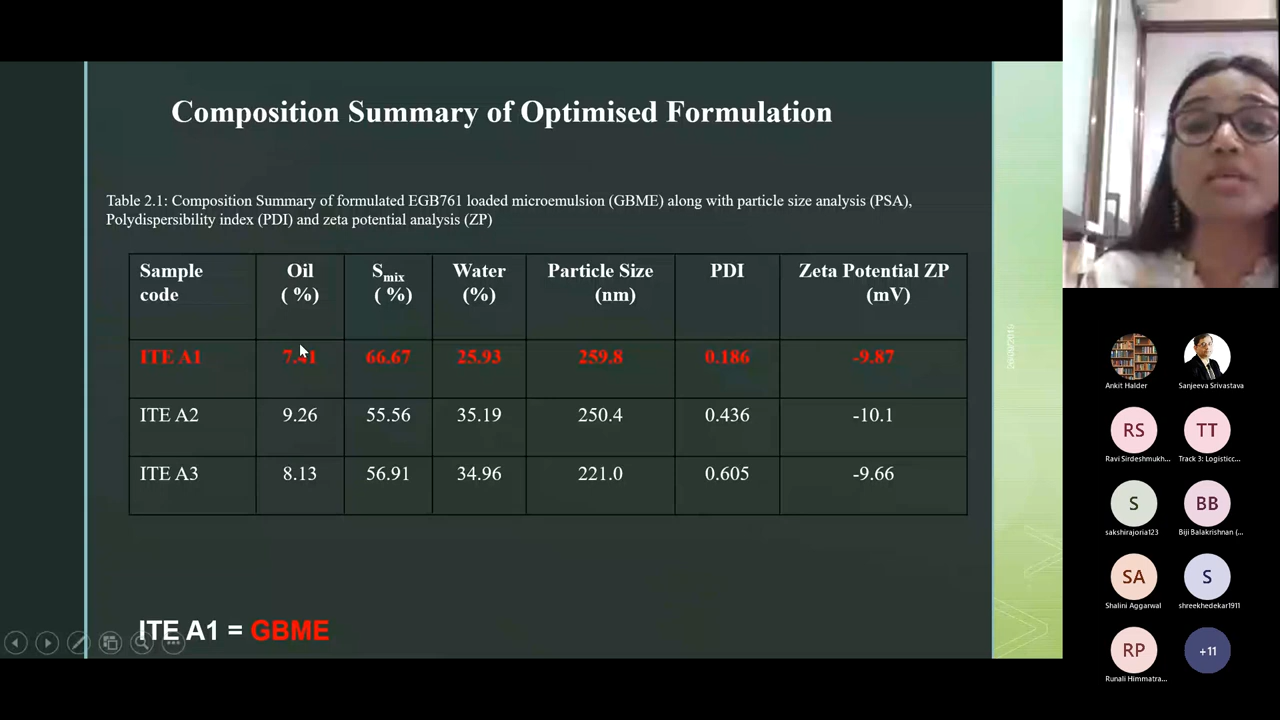 Composition Summary of Optimised Formulation
Table 2.1: Composition Summary of formulated EGB761 loaded microemulsion (GBME) along with particle size analysis (PSA),
Polydispersibility index (PDI) and zeta potential analysis (ZP)
Sample code Oil ( %) Smix ( %) Water (%) Particle Size (nm) PDI Zeta Potential ZP (mV)
ITE A1 7.41 66.67 25.93 259.8 0.186 -9.87
ITE A2 9.26 55.56 35.19 250.4 0.436 -10.1
ITE A3 8.13 56.91 34.96 221.0 0.605 -9.66
ITE A1 = GBME
Ankit Halder
Sanjeeva Srivastava
RS
TT
Ravi Sirdeshmukh...
Track 3: Logisticc...
S
BB
sakshirajoria123
Biji Balakrishnan (...
SA
S
Shalini Aggarwal
shreekhedekar1911
RP
+11
Runali Himmatra...